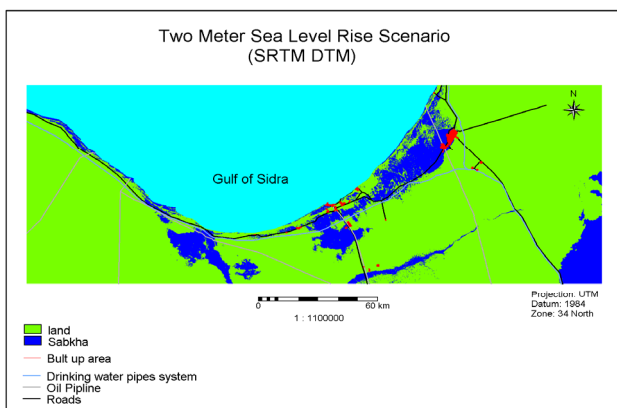 Two Meter Sea Level Rise Scenario
(SRTM DTM)
N
Gulf of Sidra
0 60 km
1 : 1100000
Projection: UTM
Datum: 1984
Zone: 34 North
land
Sabkha
Bult up area
Drinking water pipes system
Oil Pipline
Roads